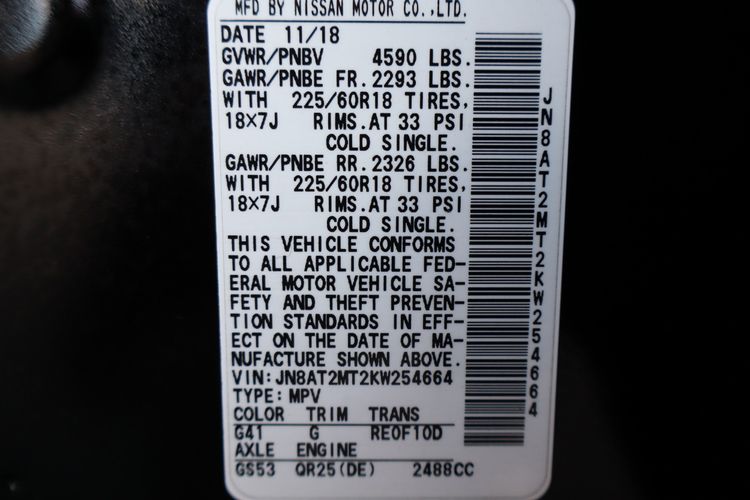 MFD BY NISSAN MOTOR CO.,LTD.
DATE 11/18
GVWR/PNBV 4590 LBS.
GAWR/PNBE FR. 2293 LBS.
WITH 225/60R18 TIRES,
18×7J RIMS.AT 33 PSI
COLD SINGLE.
GAWR/PNBE RR. 2326 LBS.
WITH 225/60R18 TIRES,
18×7J RIMS.AT 33 PSI
COLD SINGLE.
THIS VEHICLE CONFORMS
TO ALL APPLICABLE FED-
ERAL MOTOR VEHICLE SA-
FETY AND THEFT PREVEN-
TION STANDARDS IN EFF-
ECT ON THE DATE OF MA-
NUFACTURE SHOWN ABOVE.
VIN: JN8AT2MT2KW254664
TYPE: MPV
COLOR TRIM TRANS
G41 G RE0F10D
AXLE ENGINE
GS53 QR25(DE) 2488CC
JN8AT2MT2KW254664